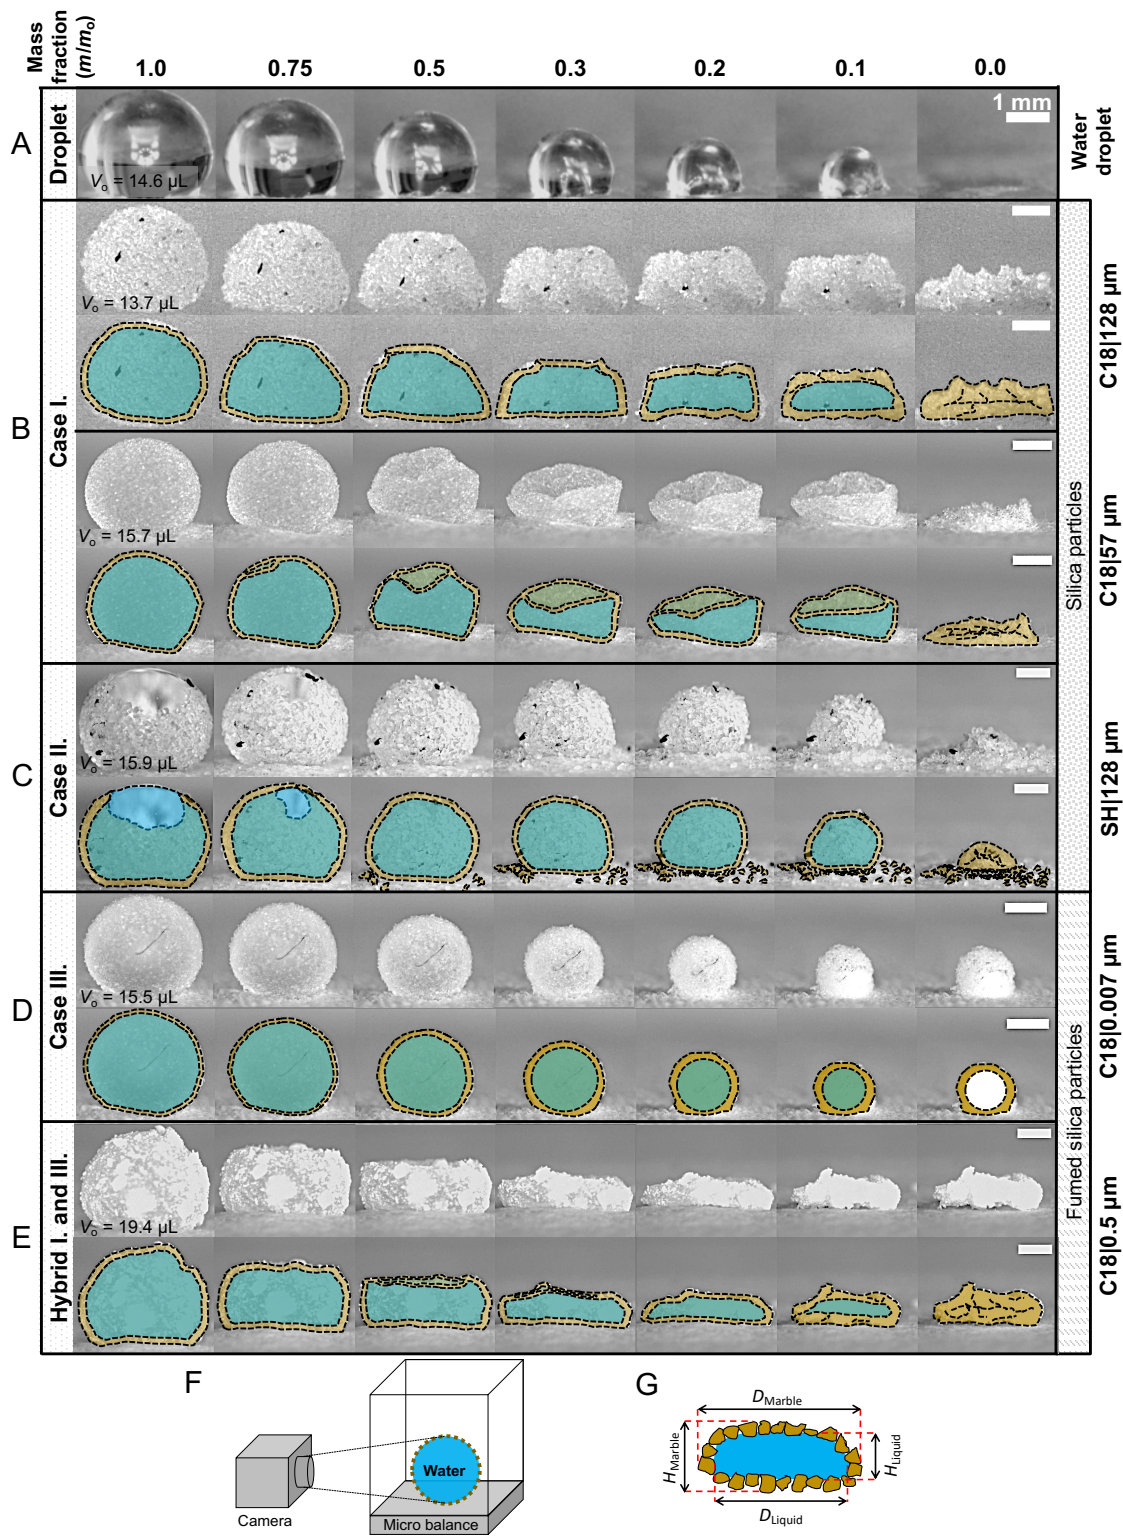 Mass
fraction
(m/mo)
1.0 0.75 0.5 0.3 0.2 0.1 0.0
A
Droplet
Vo = 14.6 µL
1 mm
Water
droplet
B
Case I.
Vo = 13.7 µL
C18|128 µm
Vo = 15.7 µL
C18|57 µm
Silica particles
C
Case II.
Vo = 15.9 µL
SH|128 µm
D
Case III.
Vo = 15.5 µL
C18|0.007 µm
Fumed silica particles
E
Hybrid I. and III.
Vo = 19.4 µL
C18|0.5 µm
F
Water
Camera
Micro balance
G
DMarble
HMarble
HLiquid
DLiquid